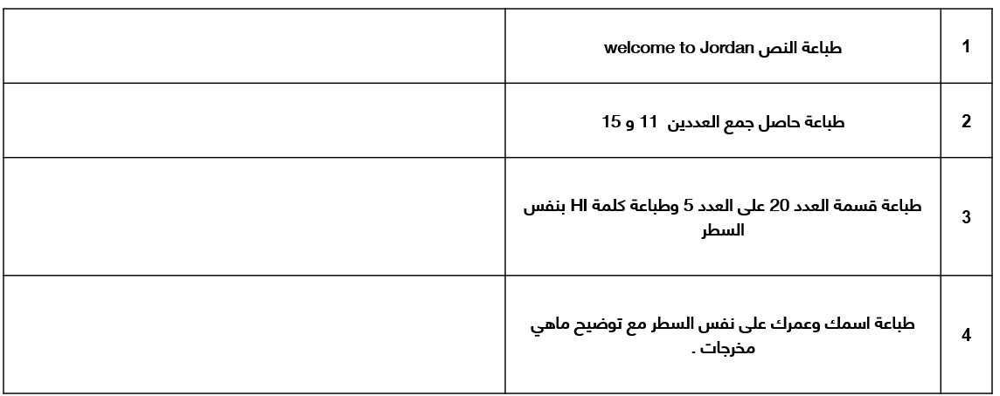 1
طباعة النص welcome to Jordan
2
طباعة حاصل جمع العددين 11 و 15
3
طباعة قسمة العدد 20 على العدد 5 وطباعة كلمة HI بنفس
السطر
4
طباعة اسمك وعمرك على نفس السطر مع توضيح ماهي
مخرجات .